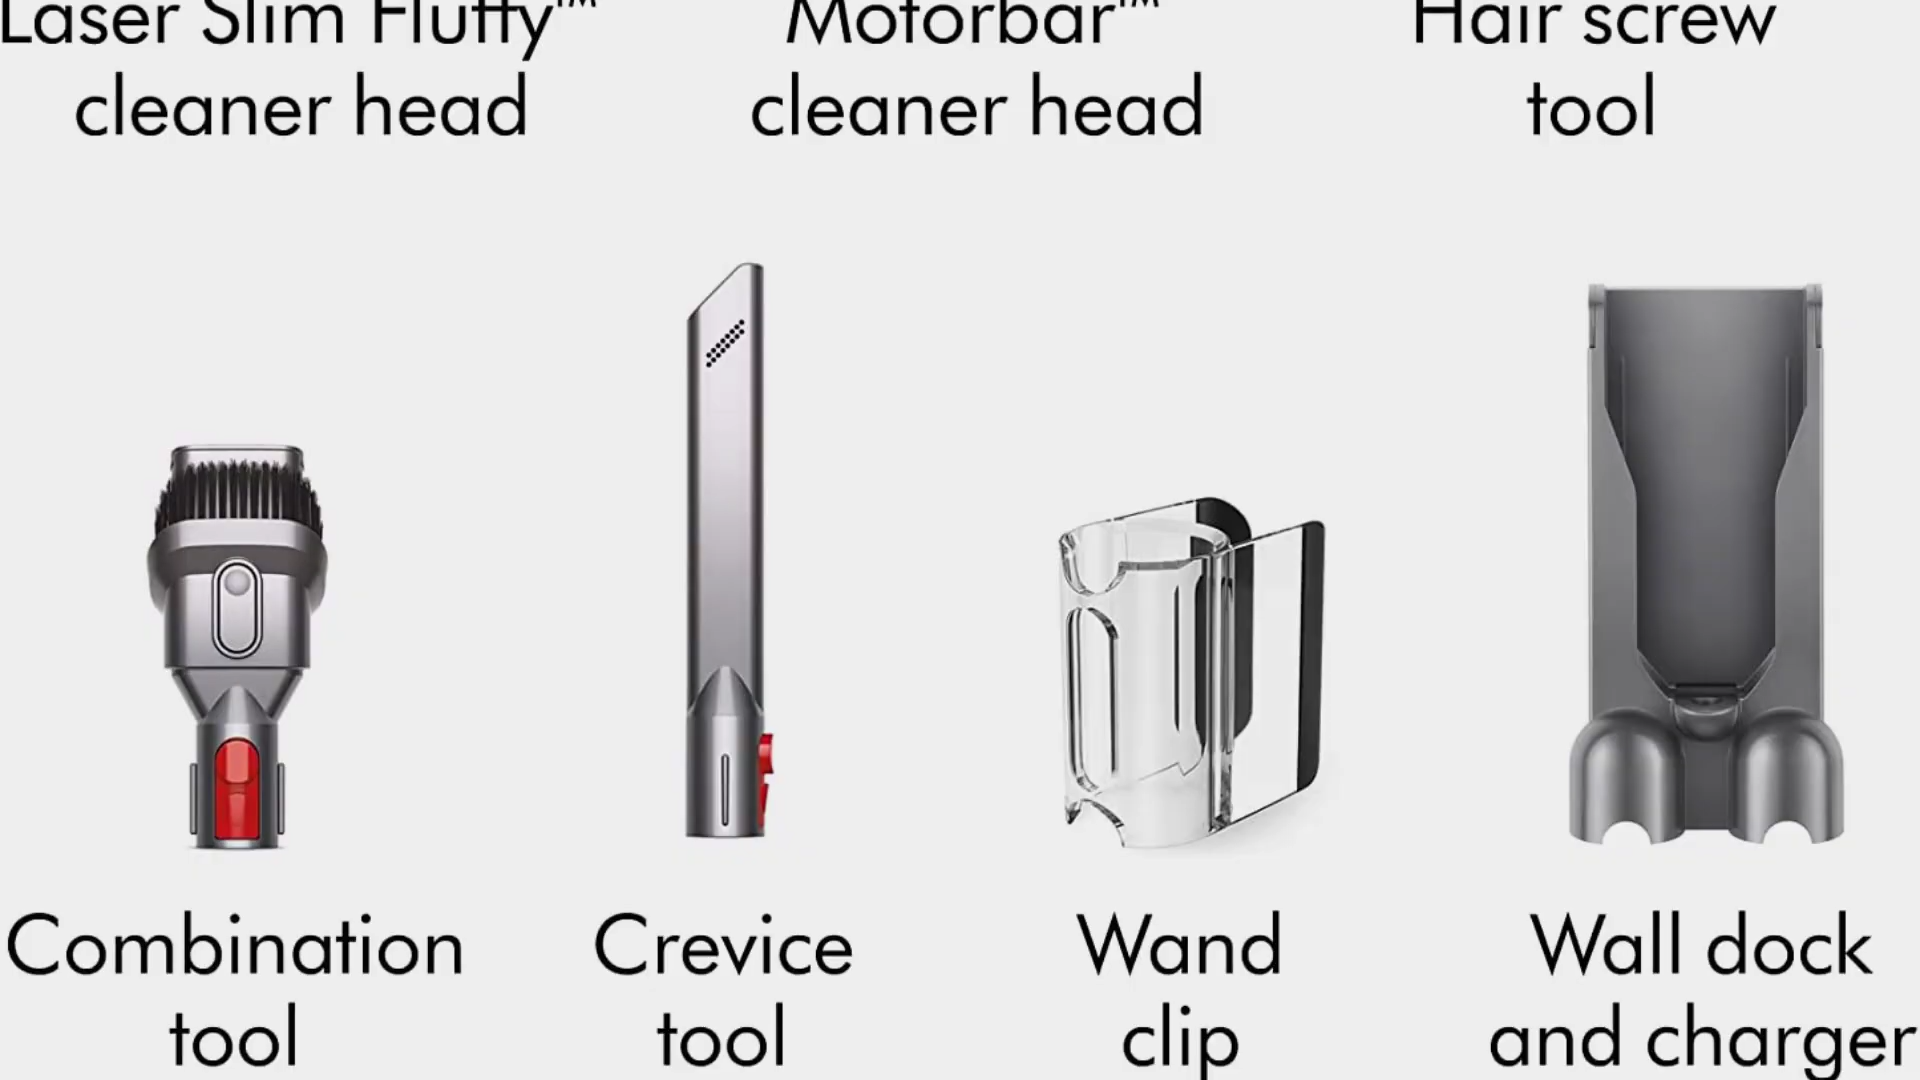 Laser Slim Fluffy™
cleaner head
Motorbar™
cleaner head
Hair screw
tool
Combination
tool
Crevice
tool
Wand
clip
Wall dock
and charger